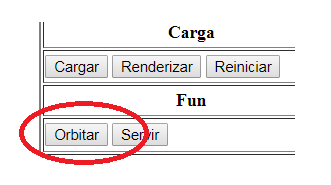 Carga
Cargar Renderizar Reiniciar
Fun
Orbitar Servir